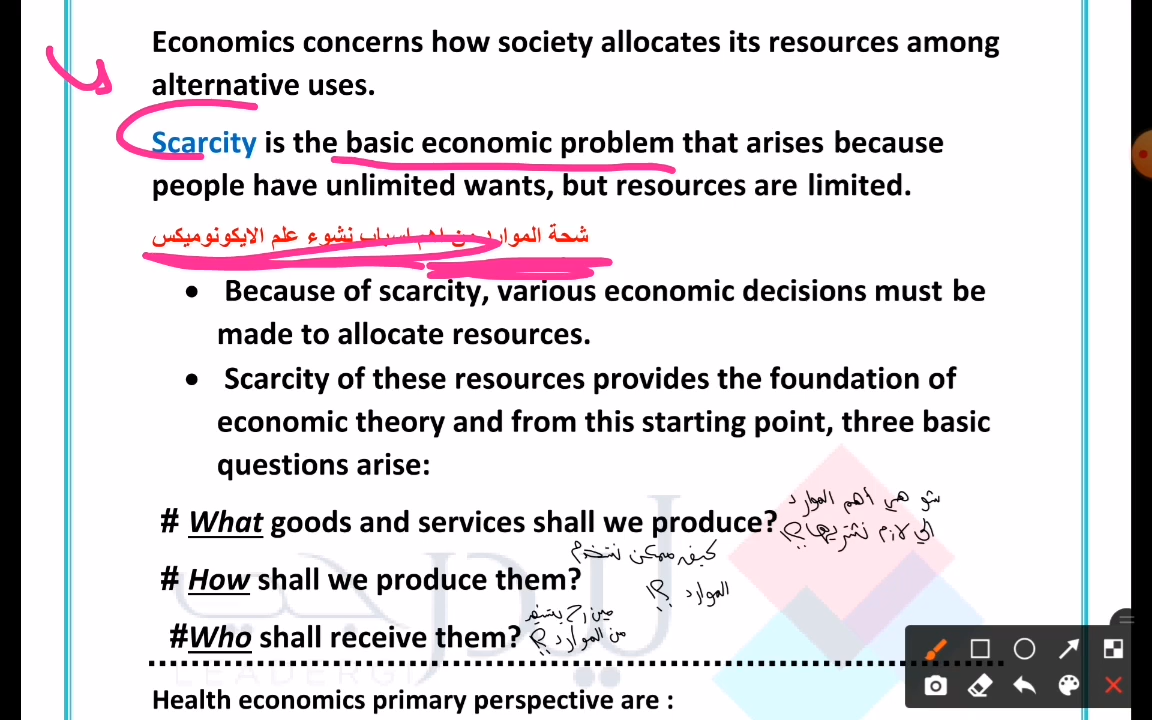 Economics concerns how society allocates its resources among
alternative uses.
Scarcity is the basic economic problem that arises because
people have unlimited wants, but resources are limited.
شحة الموارد من اهم اسباب نشوء علم الايكونوميكس
• Because of scarcity, various economic decisions must be
made to allocate resources.
• Scarcity of these resources provides the foundation of
economic theory and from this starting point, three basic
questions arise:
شو هي أهم الموارد
# What goods and services shall we produce?
الي لازم نشتريها؟!
كيف ممكن نستخدم
# How shall we produce them?
الموارد ؟!
مين رح يستفيد
#Who shall receive them?
من الموارد ؟!
ليدرجي
LEADERGI
Health economics primary perspective are :